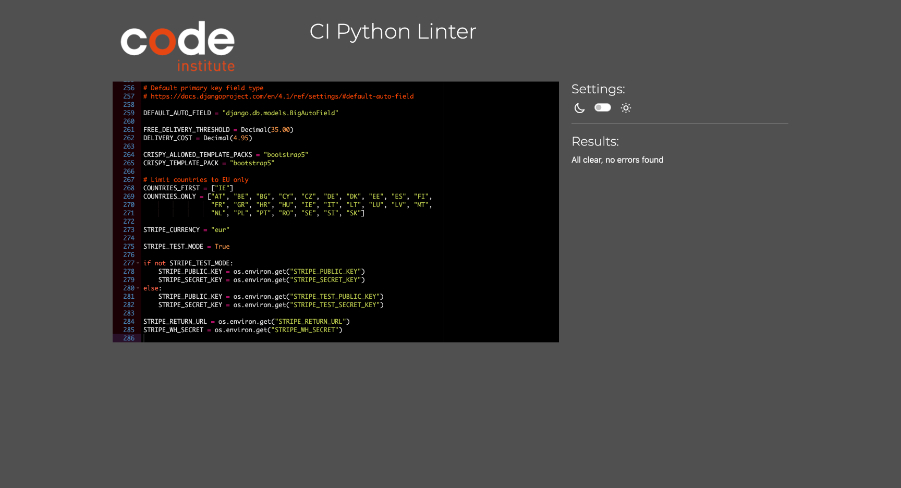 code
institute
CI Python Linter
256 # Default primary key field type
257 # https://docs.djangoproject.com/en/4.1/ref/settings/#default-auto-field
258
259 DEFAULT_AUTO_FIELD = "django.db.models.BigAutoField"
260
261 FREE_DELIVERY_THRESHOLD = Decimal(35.00)
262 DELIVERY_COST = Decimal(4.95)
263
264 CRISPY_ALLOWED_TEMPLATE_PACKS = "bootstrap5"
265 CRISPY_TEMPLATE_PACK = "bootstrap5"
266
267 # Limit countries to EU only
268 COUNTRIES_FIRST = ["IE"]
269 COUNTRIES_ONLY = ["AT", "BE", "BG", "CY", "CZ", "DE", "DK", "EE", "ES", "FI",
270 "FR", "GR", "HR", "HU", "IE", "IT", "LT", "LU", "LV", "MT",
271 "NL", "PL", "PT", "RO", "SE", "SI", "SK"]
272
273 STRIPE_CURRENCY = "eur"
274
275 STRIPE_TEST_MODE = True
276
277 if not STRIPE_TEST_MODE:
278 STRIPE_PUBLIC_KEY = os.environ.get("STRIPE_PUBLIC_KEY")
279 STRIPE_SECRET_KEY = os.environ.get("STRIPE_SECRET_KEY")
280 else:
281 STRIPE_PUBLIC_KEY = os.environ.get("STRIPE_TEST_PUBLIC_KEY")
282 STRIPE_SECRET_KEY = os.environ.get("STRIPE_TEST_SECRET_KEY")
283
284 STRIPE_RETURN_URL = os.environ.get("STRIPE_RETURN_URL")
285 STRIPE_WH_SECRET = os.environ.get("STRIPE_WH_SECRET")
286
Settings:
Results:
All clear, no errors found